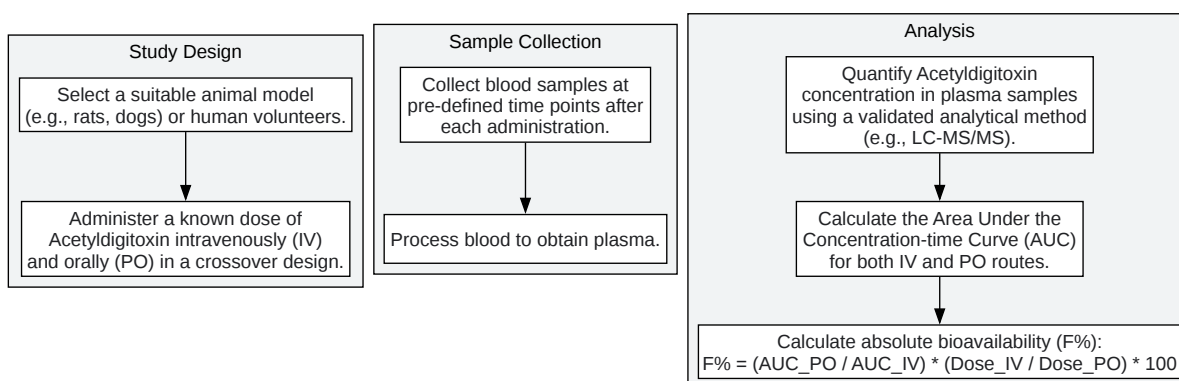 Study Design
Select a suitable animal model
(e.g., rats, dogs) or human volunteers.
Administer a known dose of
Acetyldigitoxin intravenously (IV)
and orally (PO) in a crossover design.
Sample Collection
Collect blood samples at
pre-defined time points after
each administration.
Process blood to obtain plasma.
Analysis
Quantify Acetyldigitoxin
concentration in plasma samples
using a validated analytical method
(e.g., LC-MS/MS).
Calculate the Area Under the
Concentration-time Curve (AUC)
for both IV and PO routes.
Calculate absolute bioavailability (F%):
F% = (AUC_PO / AUC_IV) * (Dose_IV / Dose_PO) * 100